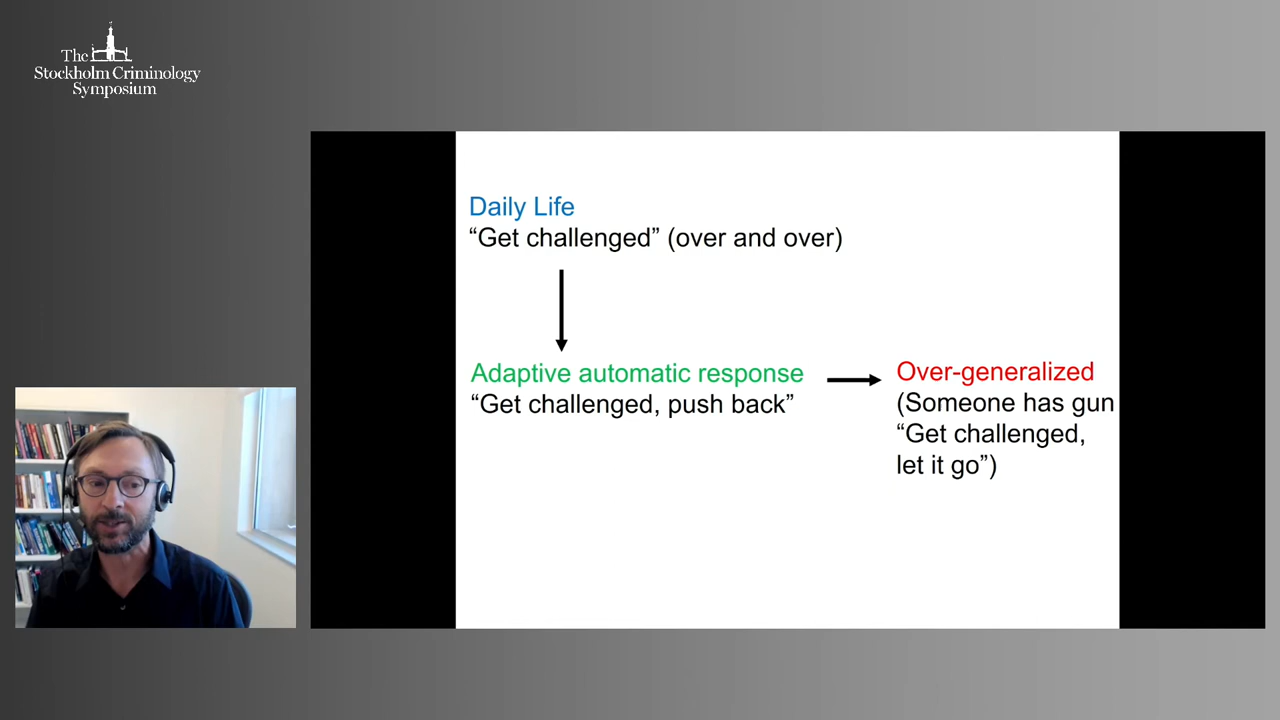 The
Stockholm Criminology
Symposium
Daily Life
“Get challenged” (over and over)
Adaptive automatic response
“Get challenged, push back”
Over-generalized
(Someone has gun
“Get challenged,
let it go”)